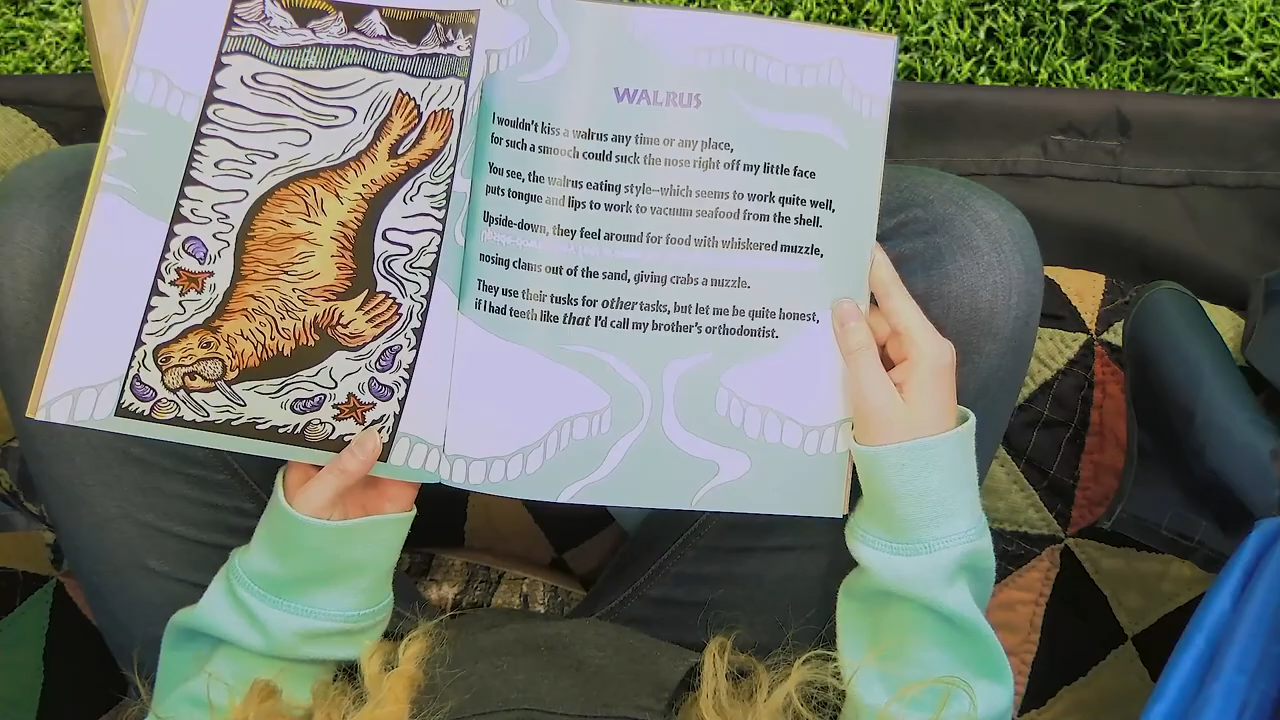 WALRUS
I wouldn't kiss a walrus any time or any place,
for such a smooch could suck the nose right off my little face
You see, the walrus eating style—which seems to work quite well,
puts tongue and lips to work to vacuum seafood from the shell.
Upside-down, they feel around for food with whiskered muzzle,
nosing clams out of the sand, giving crabs a nuzzle.
They use their tusks for other tasks, but let me be quite honest,
if I had teeth like that I'd call my brother's orthodontist.